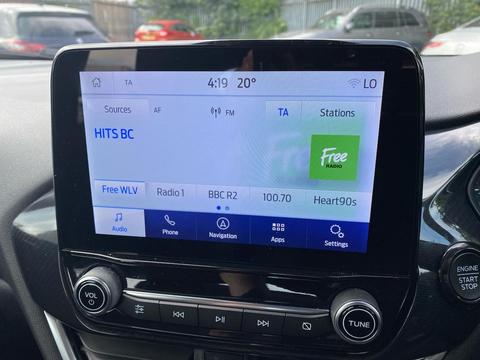 TA 4:19 20° LO
Sources AF FM TA Stations
HITS BC
Free
RADIO
Free WLV Radio 1 BBC R2 100.70 Heart90s
Audio Phone Navigation Apps Settings
VOL TUNE
ENGINE
START
STOP